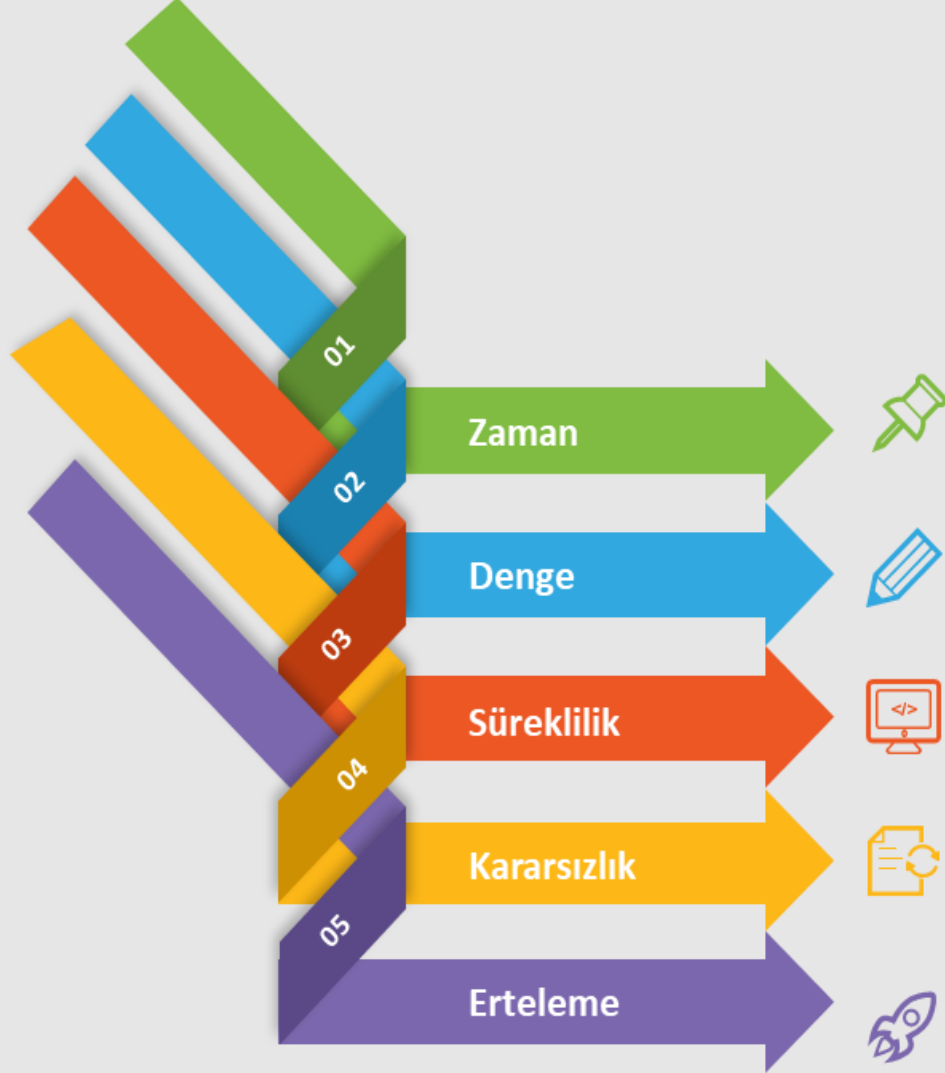 01
Zaman
02
Denge
03
Süreklilik
</>
04
Kararsızlık
05
Erteleme